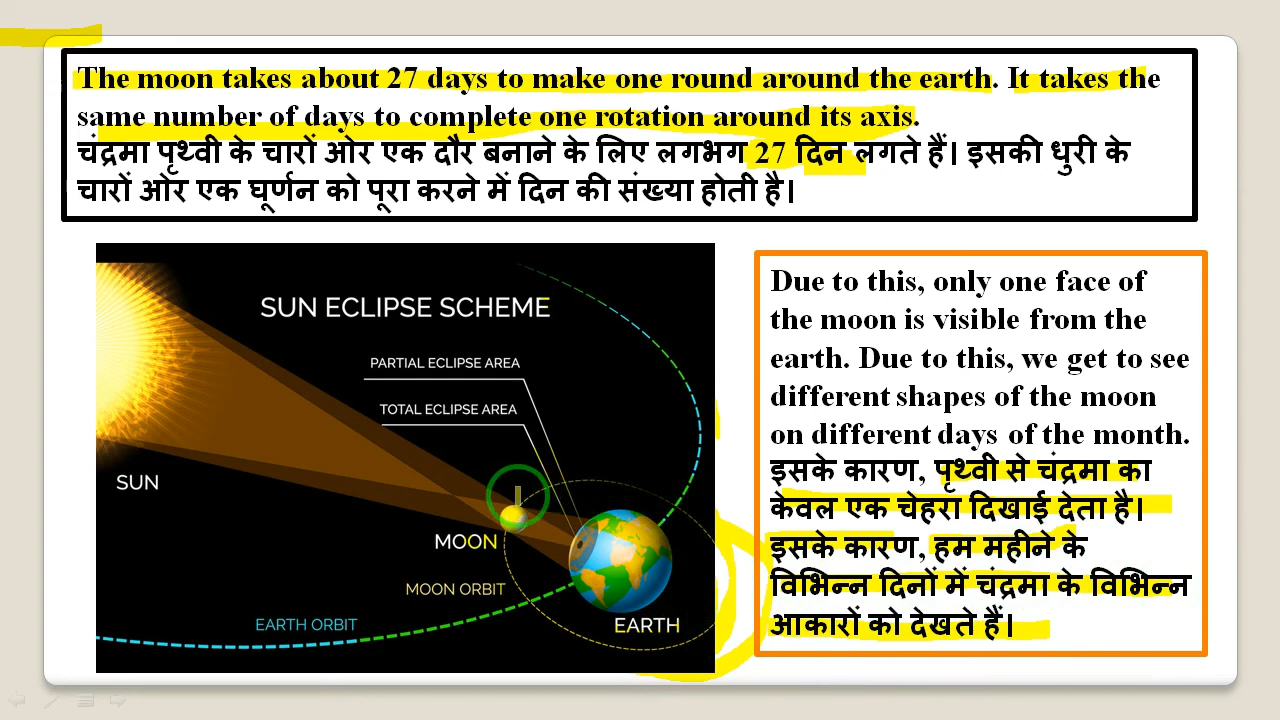 The moon takes about 27 days to make one round around the earth. It takes the
same number of days to complete one rotation around its axis.
चंद्रमा पृथ्वी के चारों ओर एक दौर बनाने के लिए लगभग 27 दिन लगते हैं। इसकी धुरी के
चारों ओर एक घूर्णन को पूरा करने में दिन की संख्या होती है।
SUN ECLIPSE SCHEME
PARTIAL ECLIPSE AREA
TOTAL ECLIPSE AREA
SUN
MOON
MOON ORBIT
EARTH ORBIT
EARTH
Due to this, only one face of
the moon is visible from the
earth. Due to this, we get to see
different shapes of the moon
on different days of the month.
इसके कारण, पृथ्वी से चंद्रमा का
केवल एक चेहरा दिखाई देता है।
इसके कारण, हम महीने के
विभिन्न दिनों में चंद्रमा के विभिन्न
आकारों को देखते हैं।